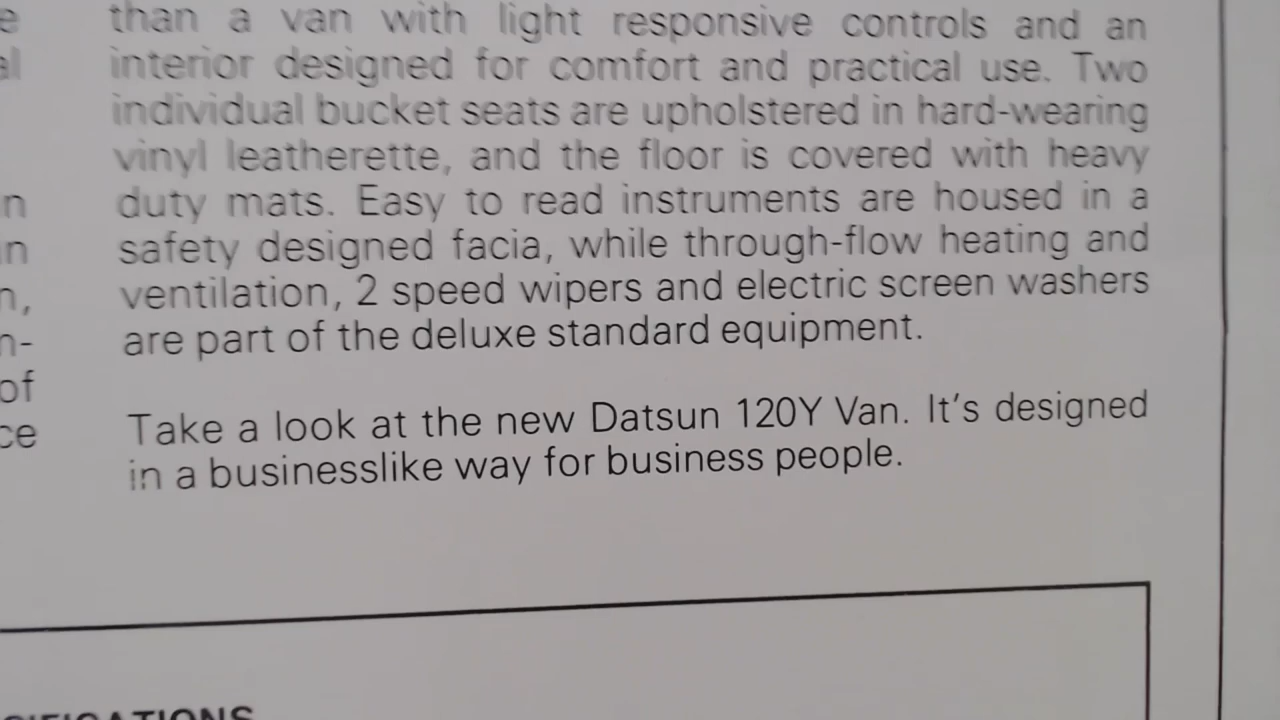 than a van with light responsive controls and an
interior designed for comfort and practical use. Two
individual bucket seats are upholstered in hard-wearing
vinyl leatherette, and the floor is covered with heavy
duty mats. Easy to read instruments are housed in a
safety designed facia, while through-flow heating and
ventilation, 2 speed wipers and electric screen washers
are part of the deluxe standard equipment.
Take a look at the new Datsun 120Y Van. It's designed
in a businesslike way for business people.